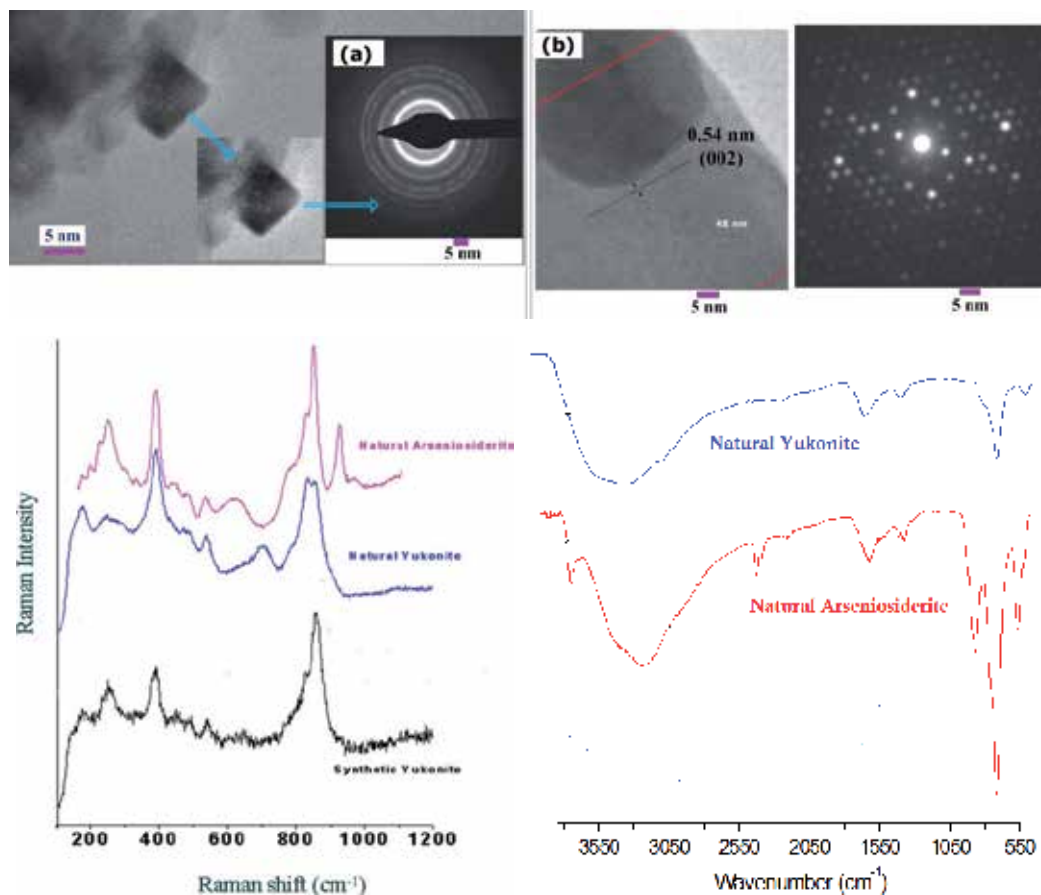 (a)
5 nm
5 nm
(b)
0.54 nm
(002)
48 nm
5 nm
5 nm
Raman Intensity
Natural Arseniosiderite
Natural Yukonite
Synthetic Yukonite
200 400 600 800 1000 1200
Raman shift (cm-1)
Natural Yukonite
Natural Arseniosiderite
3550 3050 2550 2050 1550 1050 550
Wavenumber (cm-1)